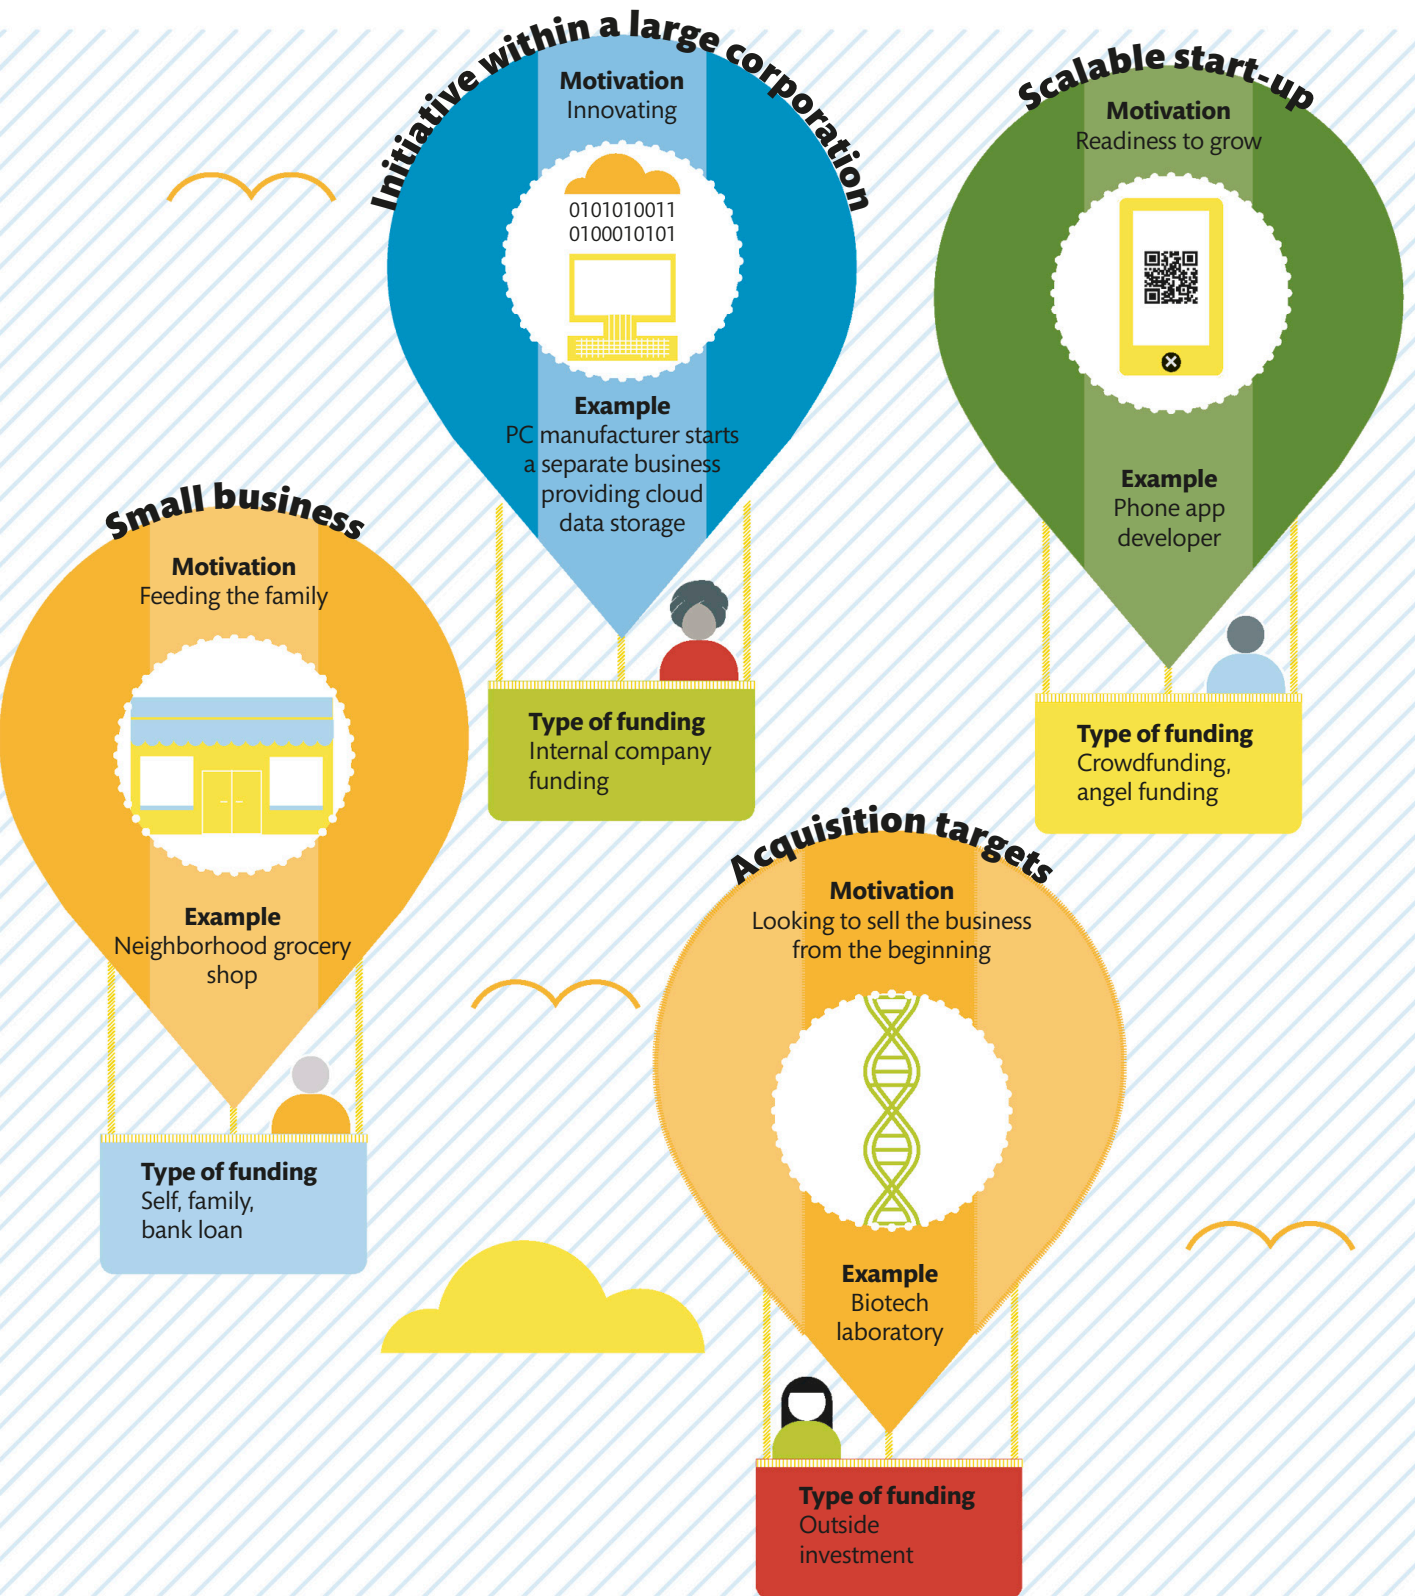 Initiative within a large corporation
Motivation
Innovating
0101010011
0100010101
Example
PC manufacturer starts
a separate business
providing cloud
data storage
Type of funding
Internal company
funding
Scalable start-up
Motivation
Readiness to grow
Example
Phone app
developer
Type of funding
Crowdfunding,
angel funding
Small business
Motivation
Feeding the family
Example
Neighborhood grocery
shop
Type of funding
Self, family,
bank loan
Acquisition targets
Motivation
Looking to sell the business
from the beginning
Example
Biotech
laboratory
Type of funding
Outside
investment